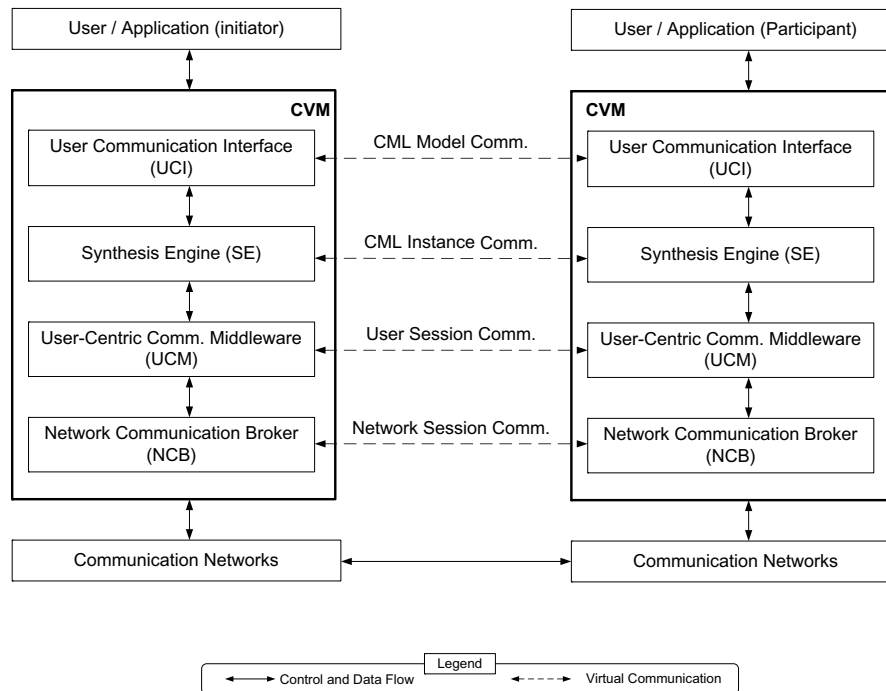 User / Application (initiator)
User / Application (Participant)
CVM
CVM
User Communication Interface
(UCI)
CML Model Comm.
User Communication Interface
(UCI)
Synthesis Engine (SE)
CML Instance Comm.
Synthesis Engine (SE)
User-Centric Comm. Middleware
(UCM)
User Session Comm.
User-Centric Comm. Middleware
(UCM)
Network Communication Broker
(NCB)
Network Session Comm.
Network Communication Broker
(NCB)
Communication Networks
Communication Networks
Legend
Control and Data Flow
Virtual Communication